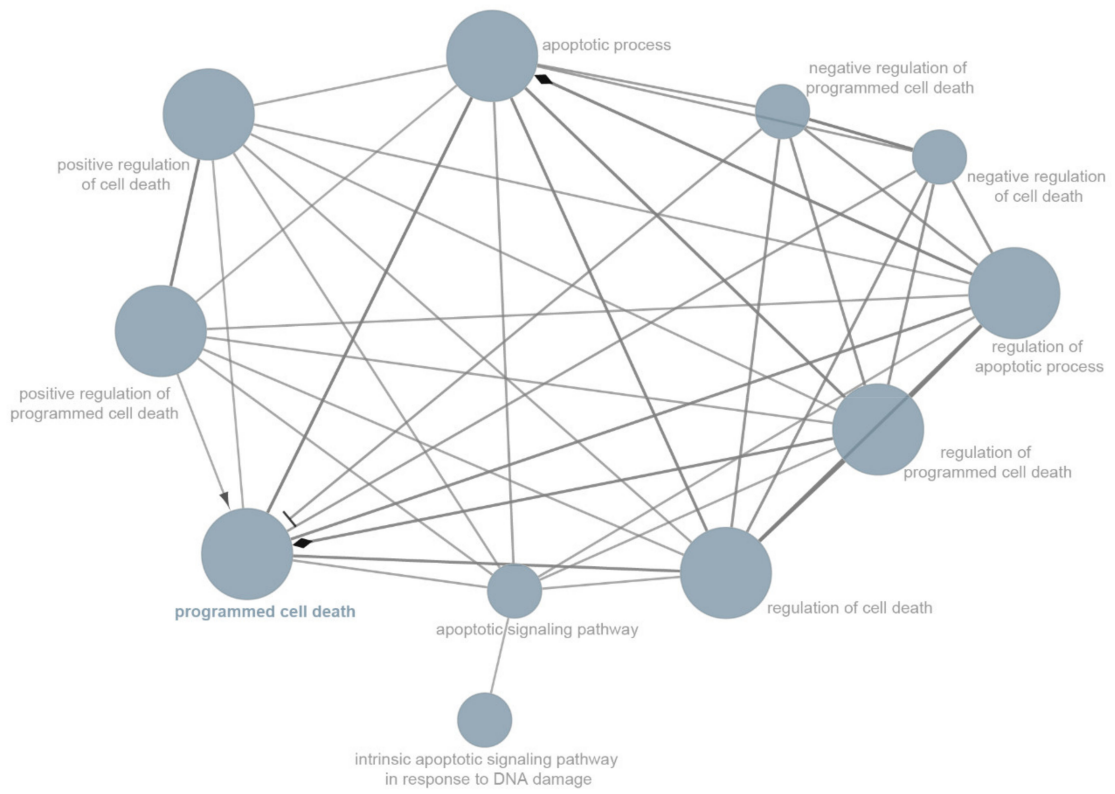 apoptotic process
negative regulation of
programmed cell death
positive regulation
of cell death
negative regulation
of cell death
regulation of
apoptotic process
positive regulation of
programmed cell death
regulation of
programmed cell death
programmed cell death
regulation of cell death
apoptotic signaling pathway
intrinsic apoptotic signaling pathway
in response to DNA damage